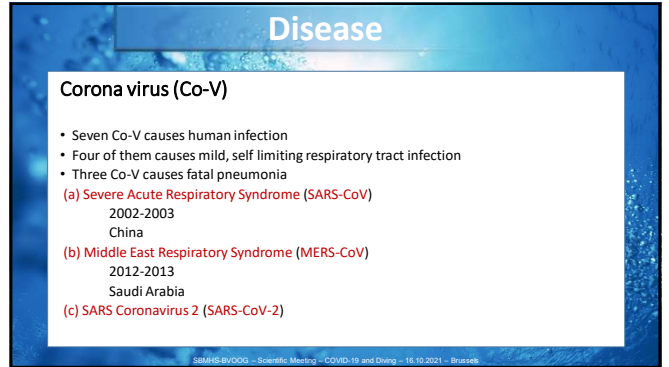 Disease
Corona virus (Co-V)
• Seven Co-V causes human infection
• Four of them causes mild, self limiting respiratory tract infection
• Three Co-V causes fatal pneumonia
(a) Severe Acute Respiratory Syndrome (SARS-CoV)
2002-2003
China
(b) Middle East Respiratory Syndrome (MERS-CoV)
2012-2013
Saudi Arabia
(c) SARS Coronavirus 2 (SARS-CoV-2)
SBMHS-BVOOG – Scientific Meeting – COVID-19 and Diving – 16.10.2021 – Brussels